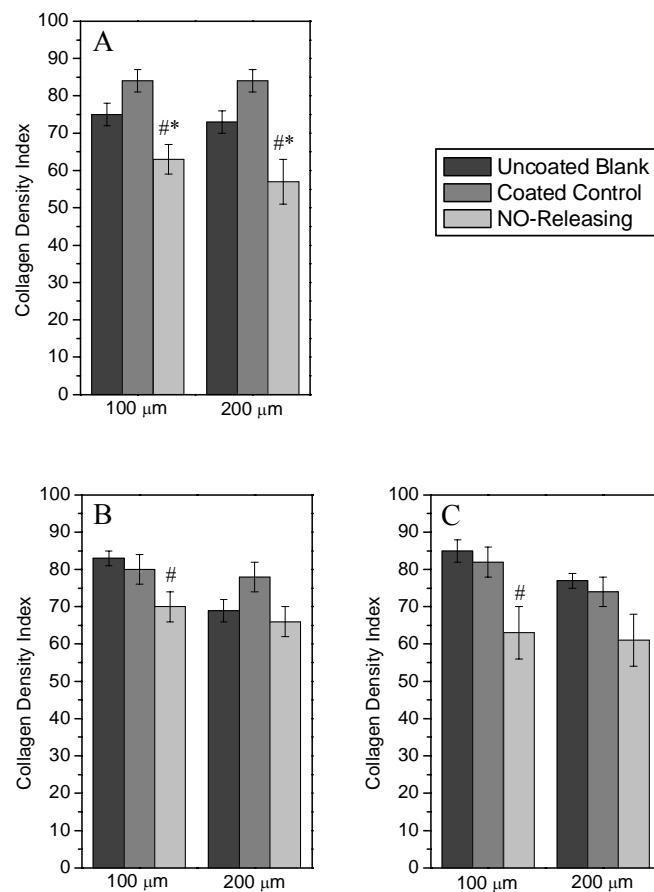 A
Collagen Density Index
100
90
80
70
60
50
40
30
20
10
0
#*
#*
100 μm
200 μm
Uncoated Blank
Coated Control
NO-Releasing
B
Collagen Density Index
100
90
80
70
60
50
40
30
20
10
0
#
100 μm
200 μm
C
Collagen Density Index
100
90
80
70
60
50
40
30
20
10
0
#
100 μm
200 μm